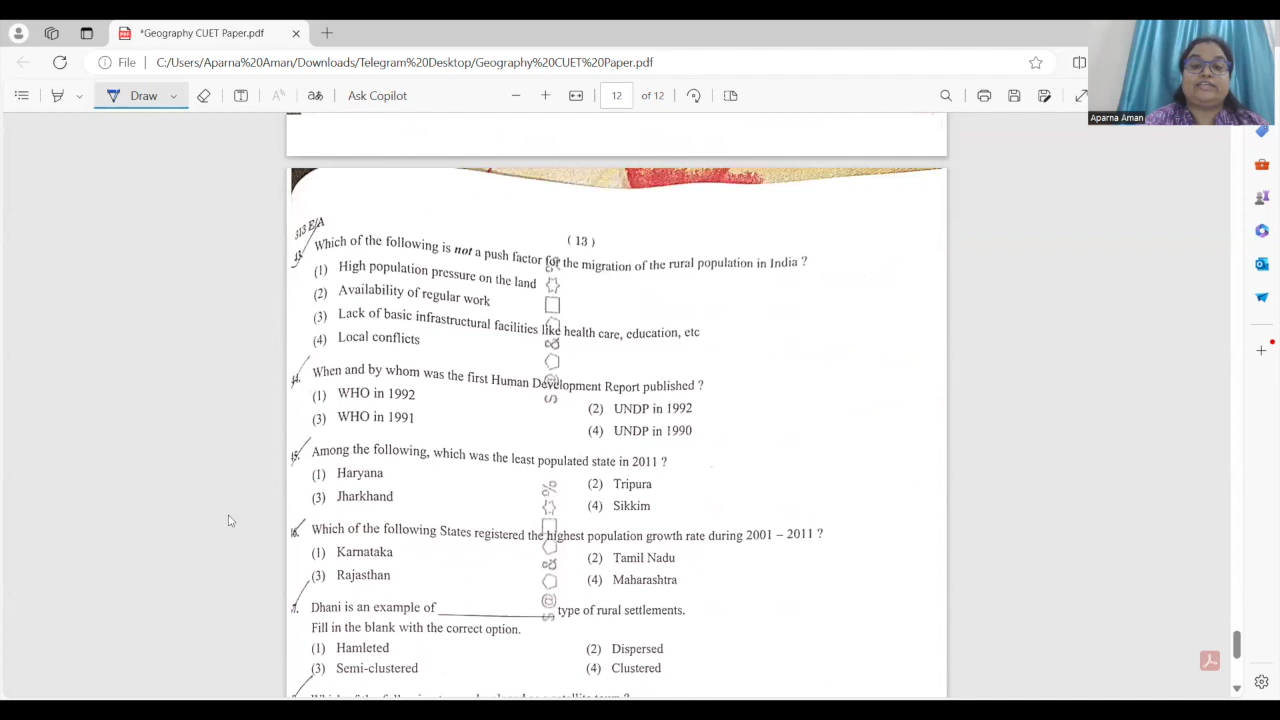 *Geography CUET Paper.pdf
File
C:/Users/Aparna%20Aman/Downloads/Telegram%20Desktop/Geography%20CUET%20Paper.pdf
Draw
Ask Copilot
12 of 12
Aparna Aman
313 E/A
( 13 )
13. Which of the following is not a push factor for the migration of the rural population in India ?
(1) High population pressure on the land
(2) Availability of regular work
(3) Lack of basic infrastructural facilities like health care, education, etc
(4) Local conflicts
14. When and by whom was the first Human Development Report published ?
(1) WHO in 1992
(2) UNDP in 1992
(3) WHO in 1991
(4) UNDP in 1990
15. Among the following, which was the least populated state in 2011 ?
(1) Haryana
(2) Tripura
(3) Jharkhand
(4) Sikkim
16. Which of the following States registered the highest population growth rate during 2001 – 2011 ?
(1) Karnataka
(2) Tamil Nadu
(3) Rajasthan
(4) Maharashtra
Dhani is an example of ____________ type of rural settlements.
Fill in the blank with the correct option.
(1) Hamleted
(2) Dispersed
(3) Semi-clustered
(4) Clustered